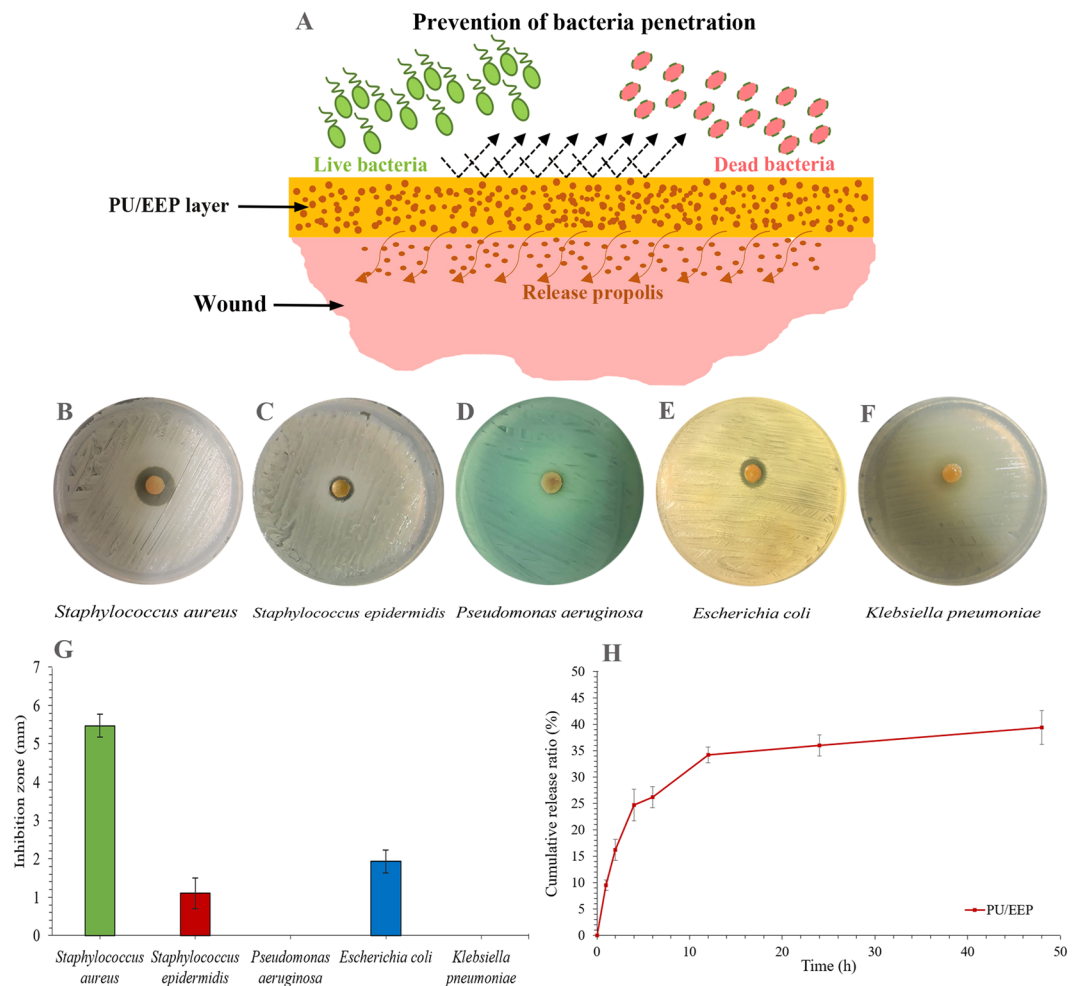 A
Prevention of bacteria penetration
Live bacteria
Dead bacteria
PU/EEP layer
Release propolis
Wound
B
C
D
E
F
Staphylococcus aureus
Staphylococcus epidermidis
Pseudomonas aeruginosa
Escherichia coli
Klebsiella pneumoniae
G
Inhibition zone (mm)
7
6
5
4
3
2
1
0
Staphylococcus
aureus
Staphylococcus
epidermidis
Pseudomonas
aeruginosa
Escherichia coli
Klebsiella
pneumoniae
H
Cumulative release ratio (%)
50
45
40
35
30
25
20
15
10
5
0
PU/EEP
0 10 20 30 40 50
Time (h)